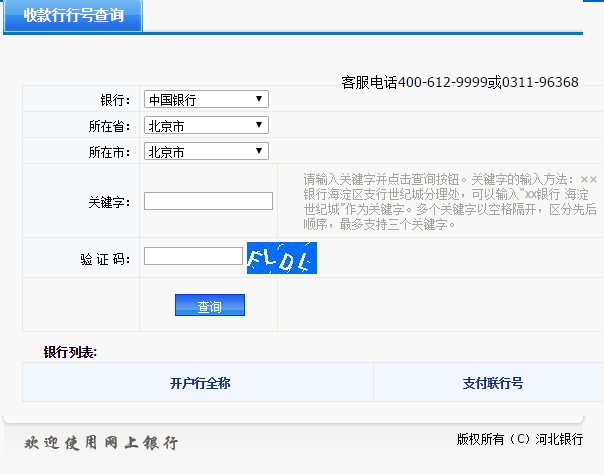 收款行行号查询
客服电话400-612-9999或0311-96368
银行： 中国银行
所在省： 北京市
所在市： 北京市
关键字：
请输入关键字并点击查询按钮。关键字的输入方法：××
银行海淀区支行世纪城分理处，可以输入“xx银行 海淀
世纪城”作为关键字。多个关键字以空格隔开，区分先后
顺序，最多支持三个关键字。
验 证 码： FLDL
查询
银行列表:
开户行全称 支付联行号
欢迎使用网上银行
版权所有（C）河北银行